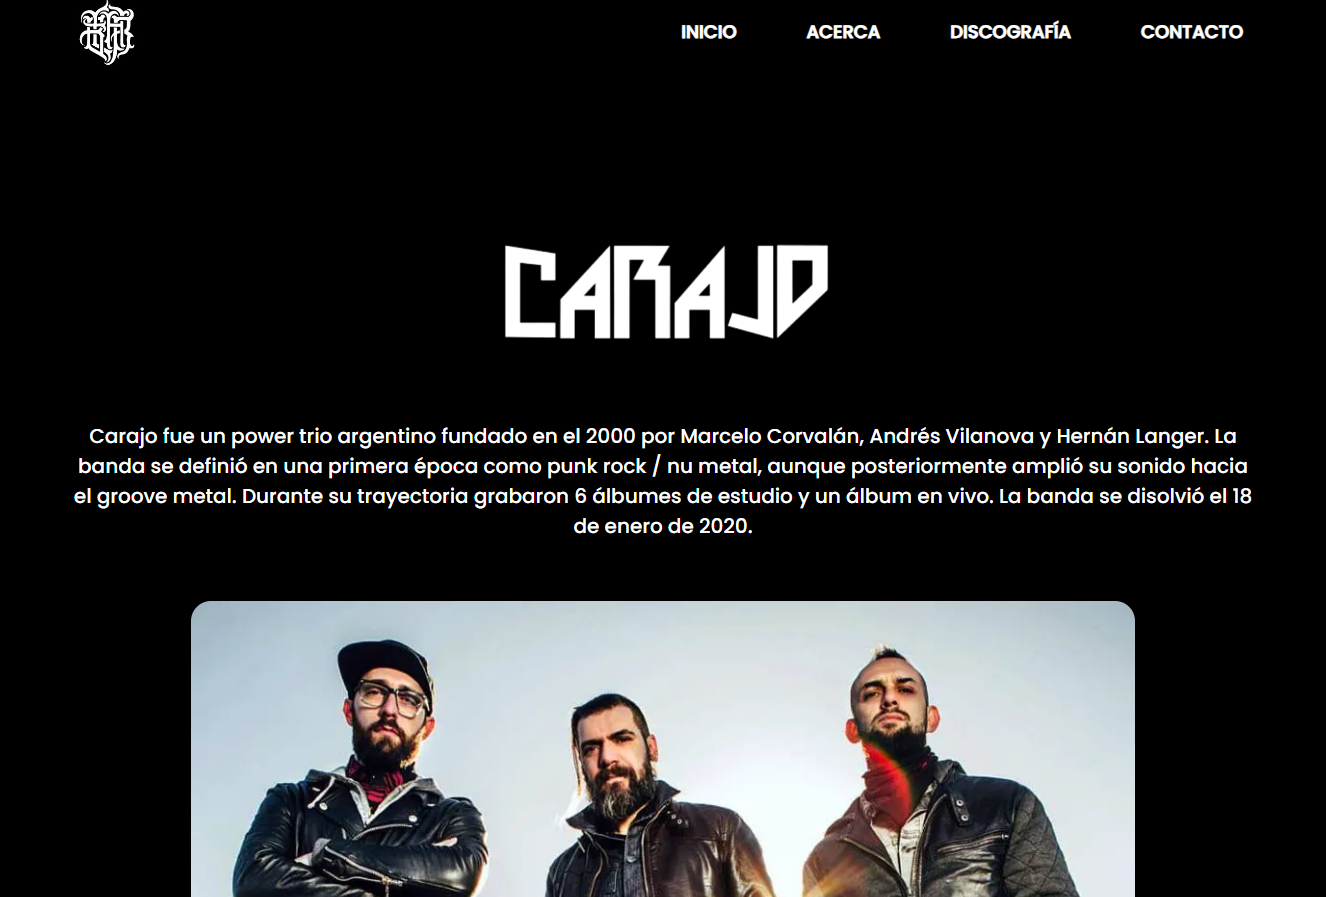 INICIO ACERCA DISCOGRAFÍA CONTACTO
CARAJO
Carajo fue un power trio argentino fundado en el 2000 por Marcelo Corvalán, Andrés Vilanova y Hernán Langer. La
banda se definió en una primera época como punk rock / nu metal, aunque posteriormente amplió su sonido hacia
el groove metal. Durante su trayectoria grabaron 6 álbumes de estudio y un álbum en vivo. La banda se disolvió el 18
de enero de 2020.